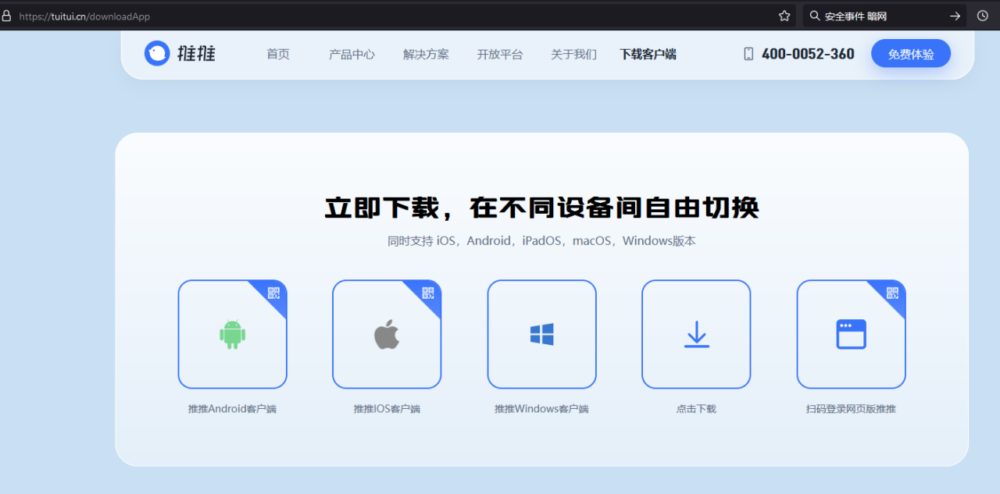 https://tuitui.cn/downloadApp
安全事件 暗网
推推
首页 产品中心 解决方案 开放平台 关于我们 下载客户端 400-0052-360 免费体验
立即下载，在不同设备间自由切换
同时支持 iOS，Android，iPadOS，macOS，Windows版本
推推Android客户端 推推IOS客户端 推推Windows客户端 点击下载 扫码登录网页版推推